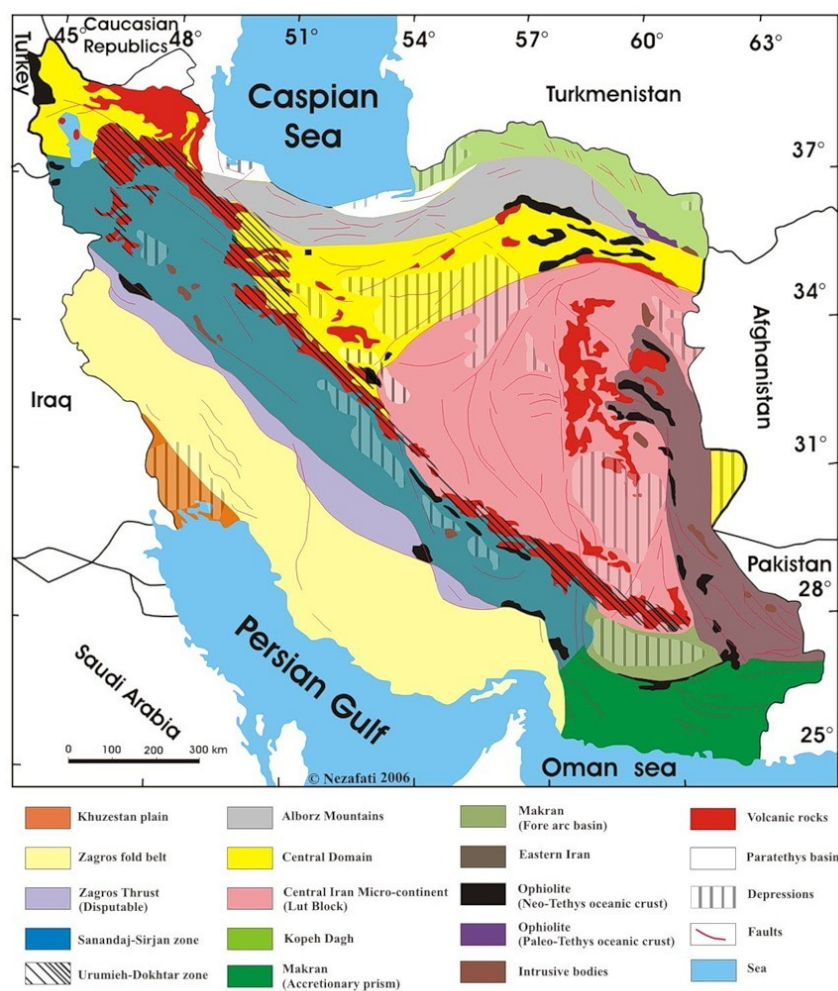 45°
48°
51°
54°
57°
60°
63°
Turkey
Caucasian
Republics
Caspian
Sea
Turkmenistan
37°
34°
Afghanistan
Iraq
31°
Pakistan
28°
Saudi Arabia
Persian Gulf
25°
0 100 200 300 km
© Nezafati 2006
Oman sea
Khuzestan plain
Zagros fold belt
Zagros Thrust
(Disputable)
Sanandaj-Sirjan zone
Urumieh-Dokhtar zone
Alborz Mountains
Central Domain
Central Iran Micro-continent
(Lut Block)
Kopeh Dagh
Makran
(Accretionary prism)
Makran
(Fore arc basin)
Eastern Iran
Ophiolite
(Neo-Tethys oceanic crust)
Ophiolite
(Paleo-Tethys oceanic crust)
Intrusive bodies
Volcanic rocks
Paratethys basin
Depressions
Faults
Sea